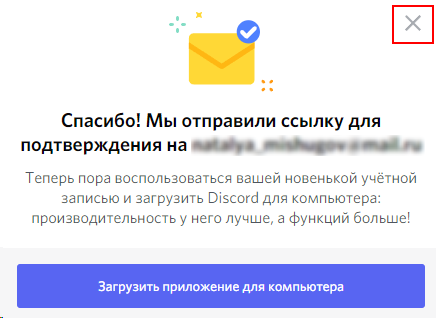 Спасибо! Мы отправили ссылку для
подтверждения на
Теперь пора воспользоваться вашей новенькой учётной
записью и загрузить Discord для компьютера:
производительность у него лучше, а функций больше!
Загрузить приложение для компьютера